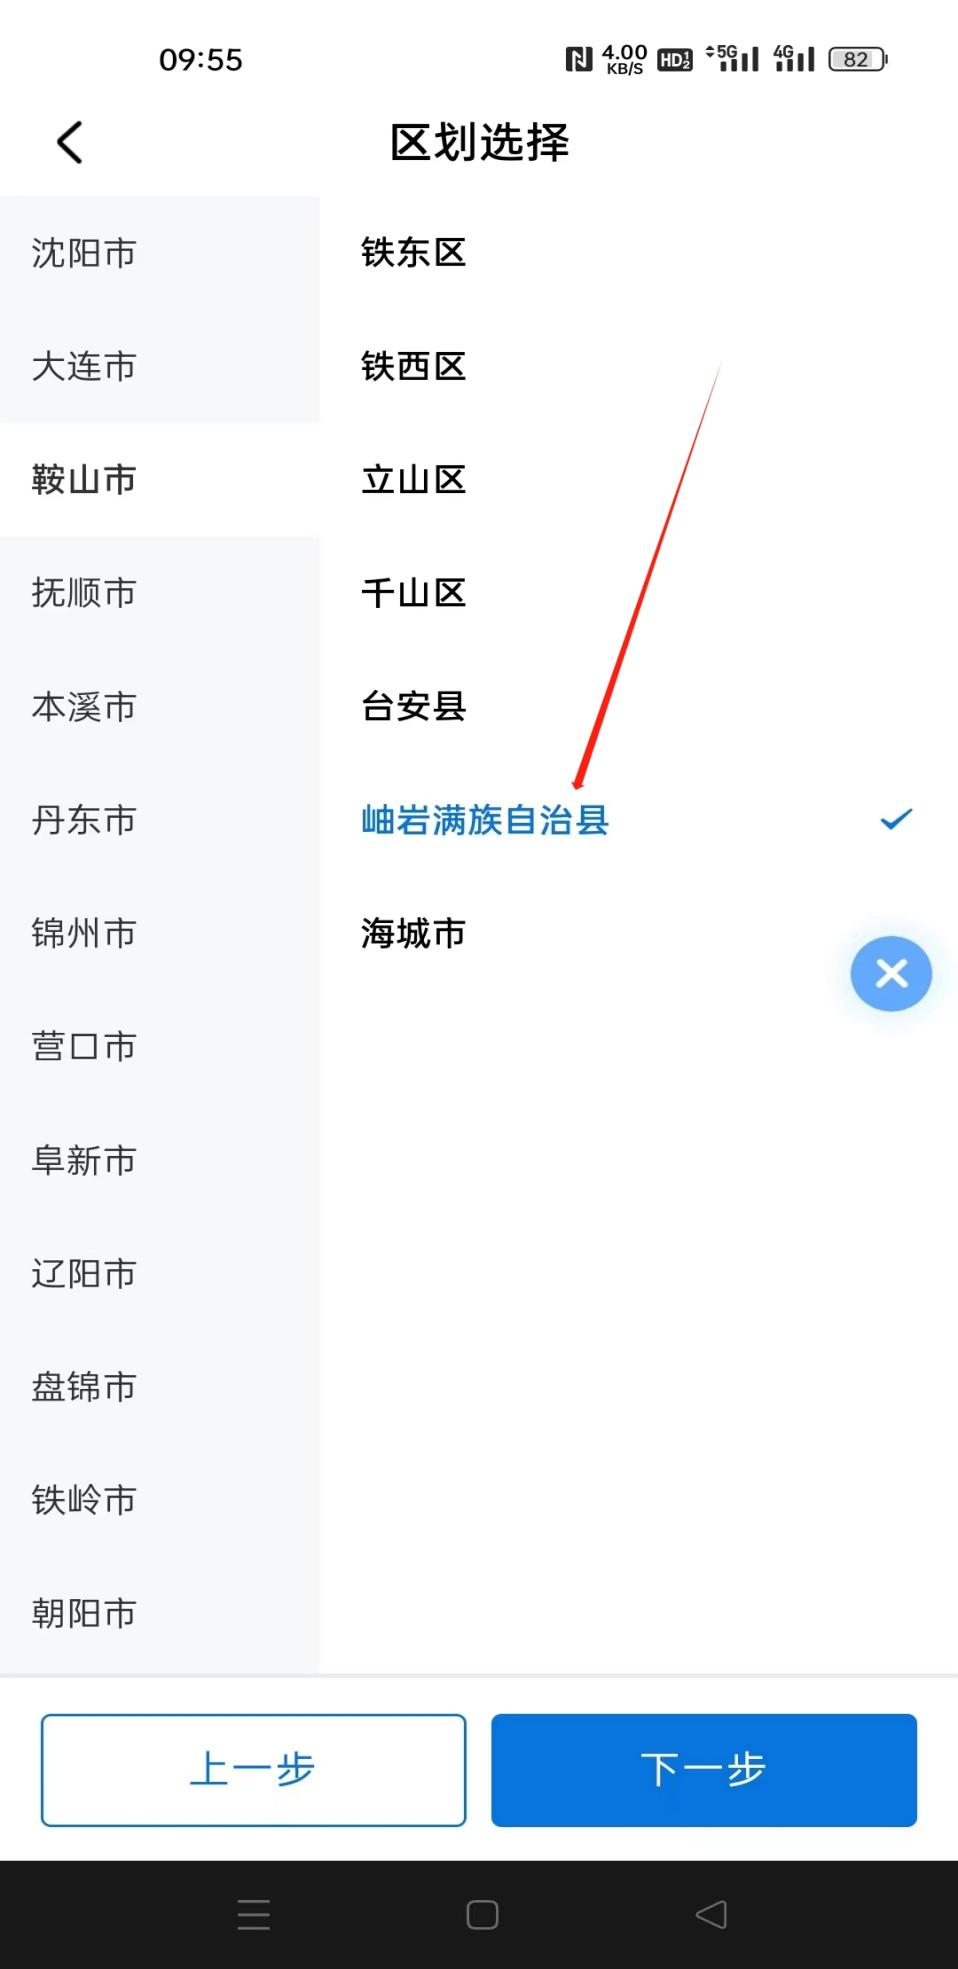 09:55
4.00 KB/S HD 1 2 5G 4G 82
区划选择
沈阳市
大连市
鞍山市
抚顺市
本溪市
丹东市
锦州市
营口市
阜新市
辽阳市
盘锦市
铁岭市
朝阳市
铁东区
铁西区
立山区
千山区
台安县
岫岩满族自治县
海城市
上一步
下一步